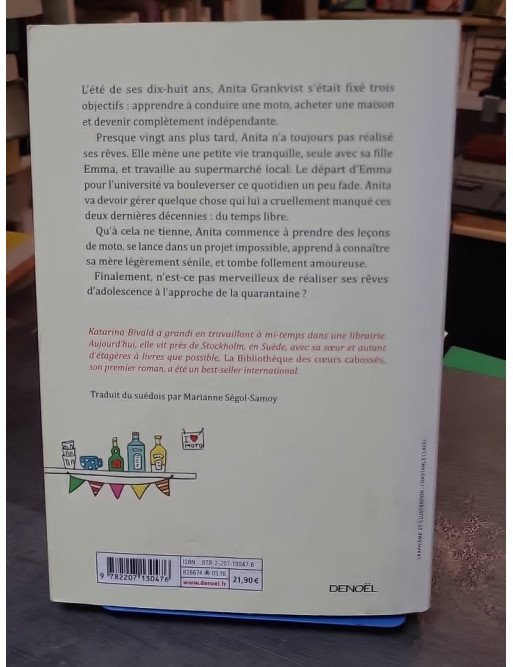 L'été de ses dix-huit ans, Anita Grankvist s'était fixé trois
objectifs : apprendre à conduire une moto, acheter une maison
et devenir complètement indépendante.
Presque vingt ans plus tard, Anita n'a toujours pas réalisé
ses rêves. Elle mène une petite vie tranquille, seule avec sa fille
Emma, et travaille au supermarché local. Le départ d'Emma
pour l'université va bouleverser ce quotidien un peu fade. Anita
va devoir gérer quelque chose qui lui a cruellement manqué ces
deux dernières décennies : du temps libre.
Qu'à cela ne tienne, Anita commence à prendre des leçons
de moto, se lance dans un projet impossible, apprend à connaître
sa mère légèrement sénile, et tombe follement amoureuse.
Finalement, n'est-ce pas merveilleux de réaliser ses rêves
d'adolescence à l'approche de la quarantaine ?
Katarina Bivald a grandi en travaillant à mi-temps dans une librairie.
Aujourd'hui, elle vit près de Stockholm, en Suède, avec sa sœur et autant
d'étagères à livres que possible. La Bibliothèque des cœurs cabossés,
son premier roman, a été un best-seller international.
Traduit du suédois par Marianne Ségol-Samoy
I ♥
MOTO
GRAPHISME ET ILLUSTRATION : CONSTANCE CLAVEL
ISBN 978-2-207-13047-6
05.16
www.denoel.fr
21,90 €
9 782207 130476
DENOËL